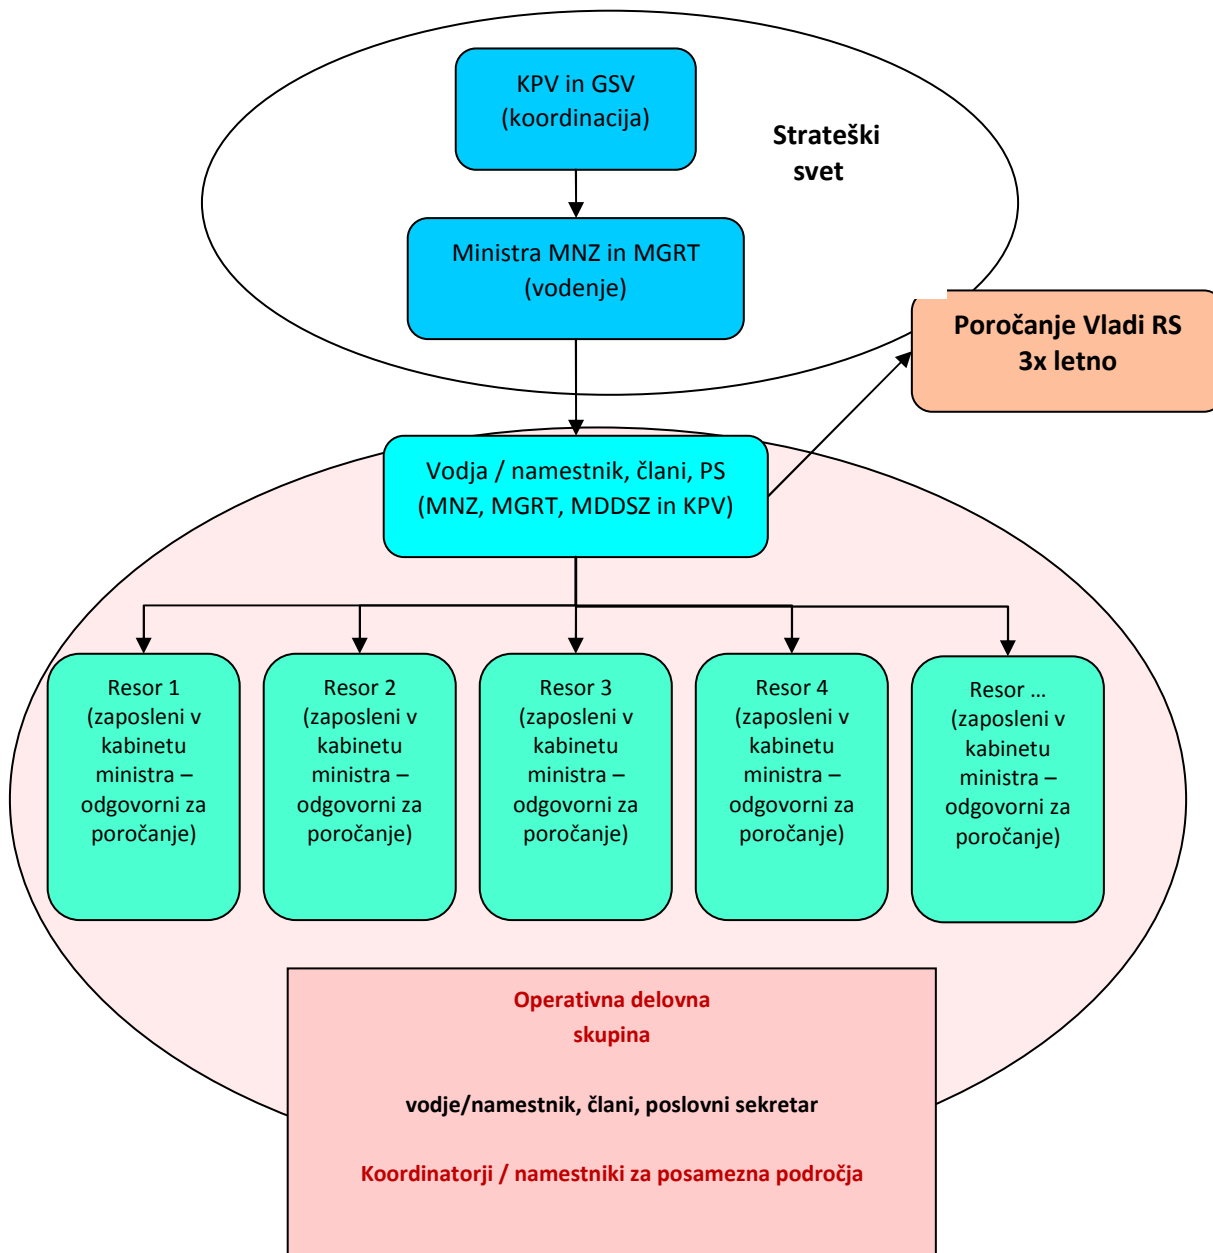 KPV in GSV
(koordinacija)
Strateški
svet
Ministra MNZ in MGRT
(vodenje)
Poročanje Vladi RS
3x letno
Vodja / namestnik, člani, PS
(MNZ, MGRT, MDDSZ in KPV)
Resor 1
(zaposleni v
kabinetu
ministra –
odgovorni za
poročanje)
Resor 2
(zaposleni v
kabinetu
ministra –
odgovorni za
poročanje)
Resor 3
(zaposleni v
kabinetu
ministra –
odgovorni za
poročanje)
Resor 4
(zaposleni v
kabinetu
ministra –
odgovorni za
poročanje)
Resor …
(zaposleni v
kabinetu
ministra –
odgovorni za
poročanje)
Operativna delovna
skupina
vodje/namestnik, člani, poslovni sekretar
Koordinatorji / namestniki za posamezna področja